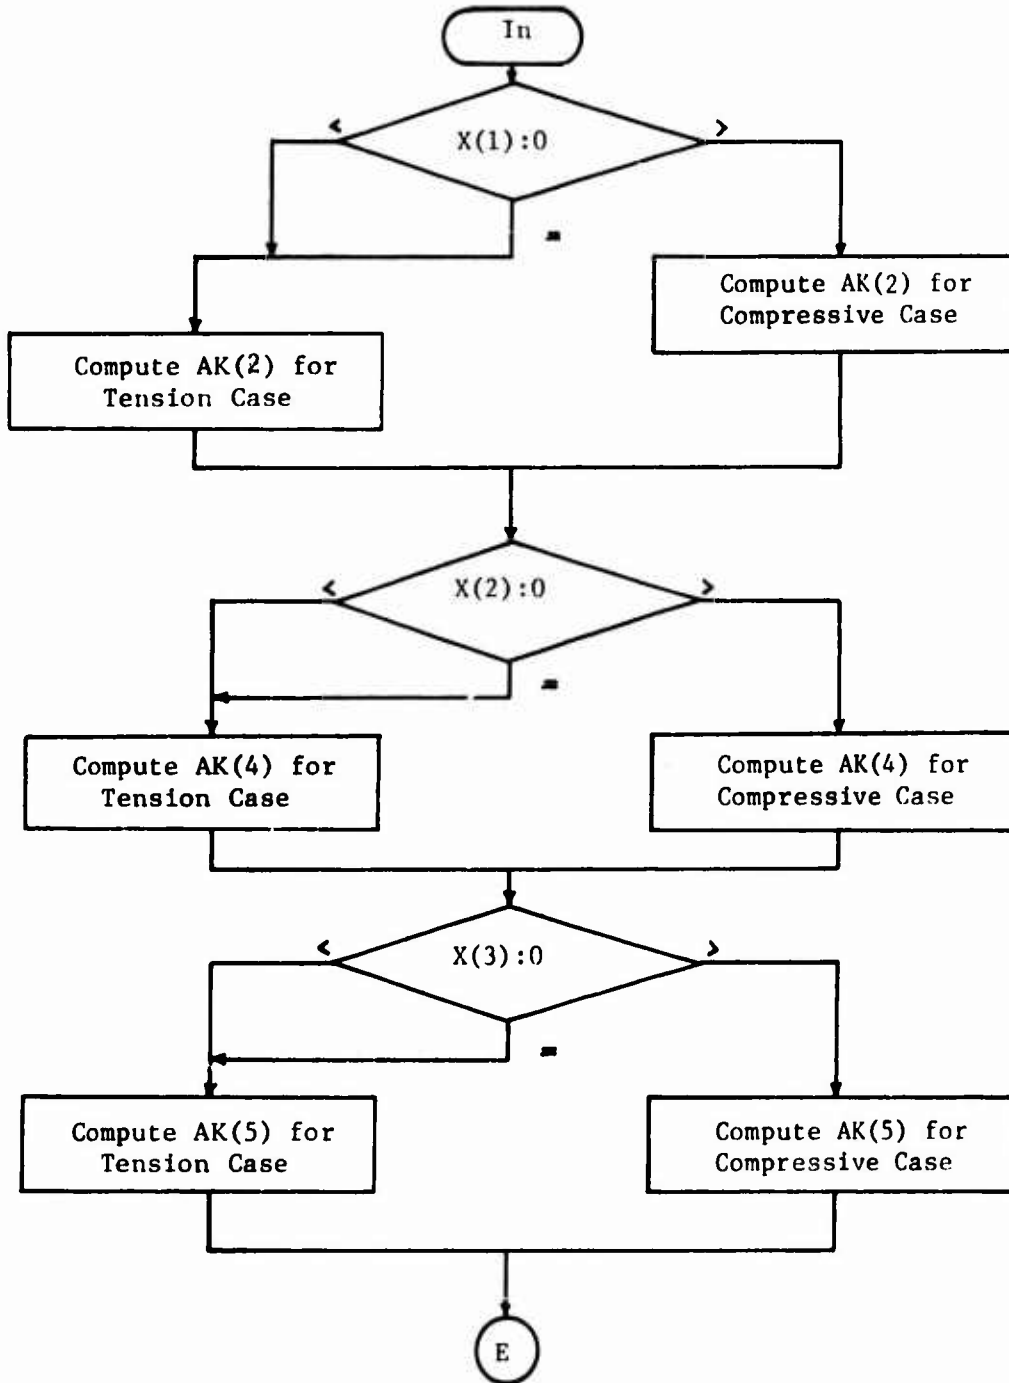 In
<
X(1):0
>
=
Compute AK(2) for
Compressive Case
Compute AK(2) for
Tension Case
<
X(2):0
>
=
Compute AK(4) for
Tension Case
Compute AK(4) for
Compressive Case
<
X(3):0
>
=
Compute AK(5) for
Tension Case
Compute AK(5) for
Compressive Case
E